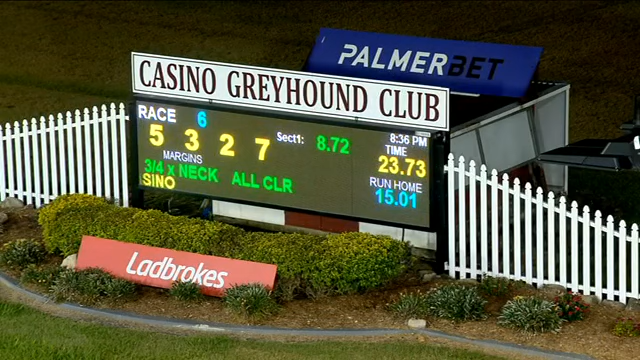 PALMERBET
CASINO GREYHOUND CLUB
RACE 6 8:36 PM
5 3 2 7 Sect1: 8.72 TIME
MARGINS 23.73
3/4 x NECK ALL CLR RUN HOME
SINO 15.01
Ladbrokes